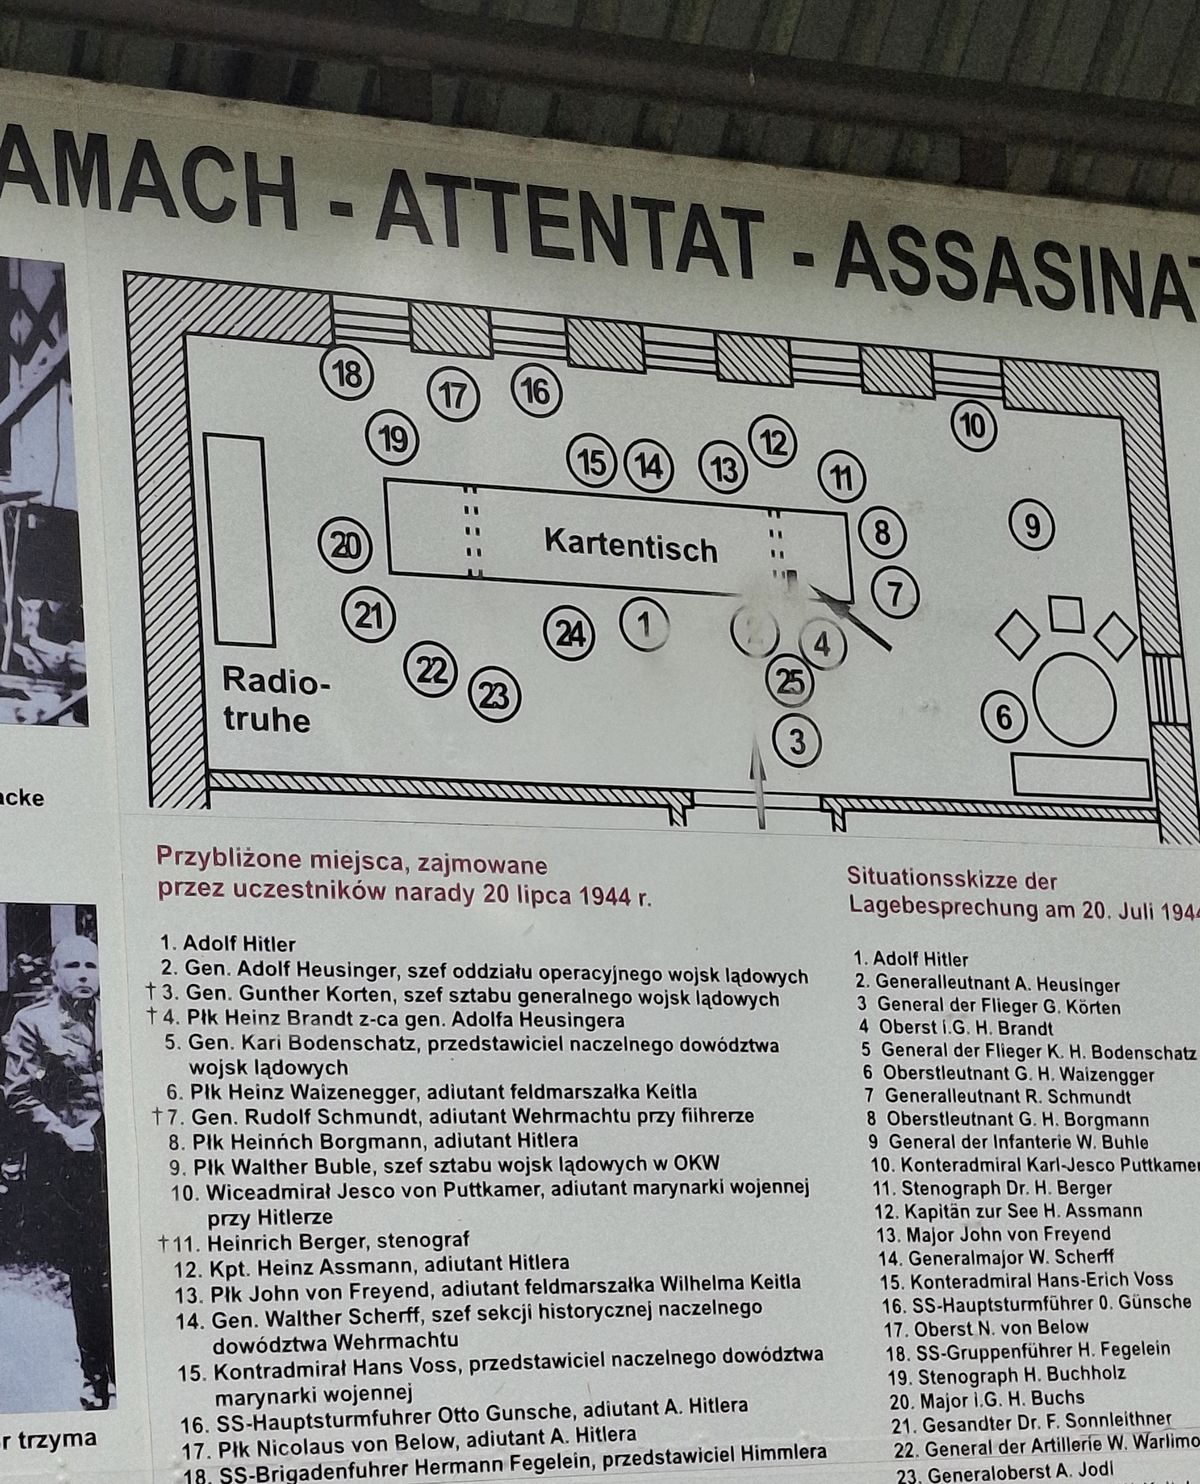 AMACH - ATTENTAT - ASSASINAT
18
17
16
10
19
15
14
13
12
11
20
Kartentisch
8
9
7
21
24
1
2
4
22
23
25
6
3
Radio-
truhe
acke
Przybliżone miejsca, zajmowane
przez uczestników narady 20 lipca 1944 r.
1. Adolf Hitler
2. Gen. Adolf Heusinger, szef oddziału operacyjnego wojsk lądowych
†3. Gen. Gunther Korten, szef sztabu generalnego wojsk lądowych
†4. Płk Heinz Brandt z-ca gen. Adolfa Heusingera
5. Gen. Kari Bodenschatz, przedstawiciel naczelnego dowództwa
wojsk lądowych
6. Płk Heinz Waizenegger, adiutant feldmarszałka Keitla
†7. Gen. Rudolf Schmundt, adiutant Wehrmachtu przy fiihrerze
8. Płk Heinńch Borgmann, adiutant Hitlera
9. Płk Walther Buble, szef sztabu wojsk lądowych w OKW
10. Wiceadmirał Jesco von Puttkamer, adiutant marynarki wojennej
przy Hitlerze
†11. Heinrich Berger, stenograf
12. Kpt. Heinz Assmann, adiutant Hitlera
13. Płk John von Freyend, adiutant feldmarszałka Wilhelma Keitla
14. Gen. Walther Scherff, szef sekcji historycznej naczelnego
dowództwa Wehrmachtu
15. Kontradmirał Hans Voss, przedstawiciel naczelnego dowództwa
marynarki wojennej
16. SS-Hauptsturmfuhrer Otto Gunsche, adiutant A. Hitlera
17. Płk Nicolaus von Below, adiutant A. Hitlera
18. SS-Brigadenfuhrer Hermann Fegelein, przedstawiciel Himmlera
Situationsskizze der
Lagebesprechung am 20. Juli 1944
1. Adolf Hitler
2. Generalleutnant A. Heusinger
3 General der Flieger G. Körten
4 Oberst i.G. H. Brandt
5 General der Flieger K. H. Bodenschatz
6 Oberstleutnant G. H. Waizengger
7 Generalleutnant R. Schmundt
8 Oberstleutnant G. H. Borgmann
9 General der Infanterie W. Buhle
10. Konteradmiral Karl-Jesco Puttkamer
11. Stenograph Dr. H. Berger
12. Kapitän zur See H. Assmann
13. Major John von Freyend
14. Generalmajor W. Scherff
15. Konteradmiral Hans-Erich Voss
16. SS-Hauptsturmführer 0. Günsche
17. Oberst N. von Below
18. SS-Gruppenführer H. Fegelein
19. Stenograph H. Buchholz
20. Major i.G. H. Buchs
21. Gesandter Dr. F. Sonnleithner
22. General der Artillerie W. Warlimo
23. Generaloberst A. Jodl
r trzyma